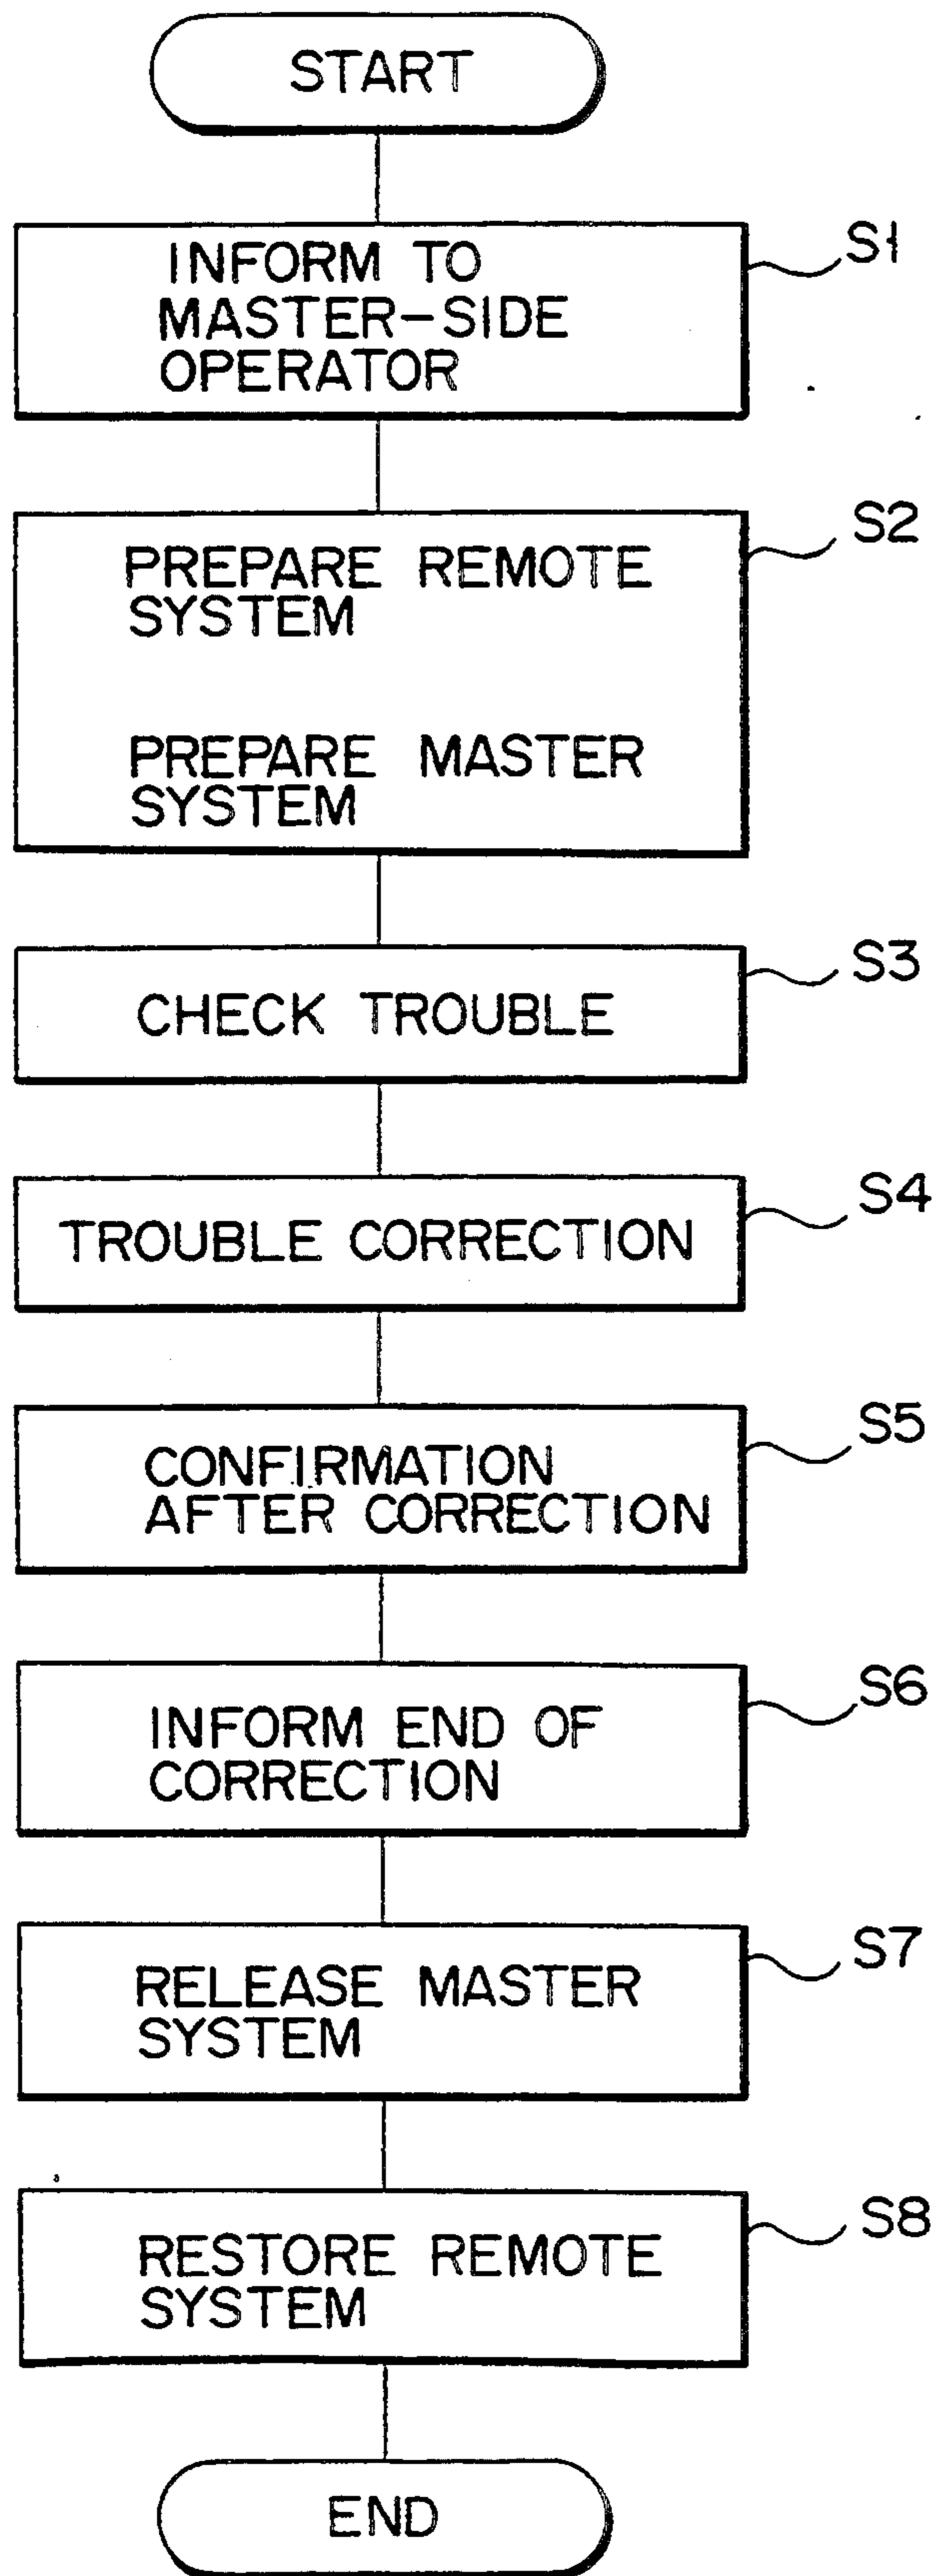 START
S1
INFORM TO
MASTER-SIDE
OPERATOR
S2
PREPARE REMOTE
SYSTEM
PREPARE MASTER
SYSTEM
S3
CHECK TROUBLE
S4
TROUBLE CORRECTION
S5
CONFIRMATION
AFTER CORRECTION
S6
INFORM END OF
CORRECTION
S7
RELEASE MASTER
SYSTEM
S8
RESTORE REMOTE
SYSTEM
END